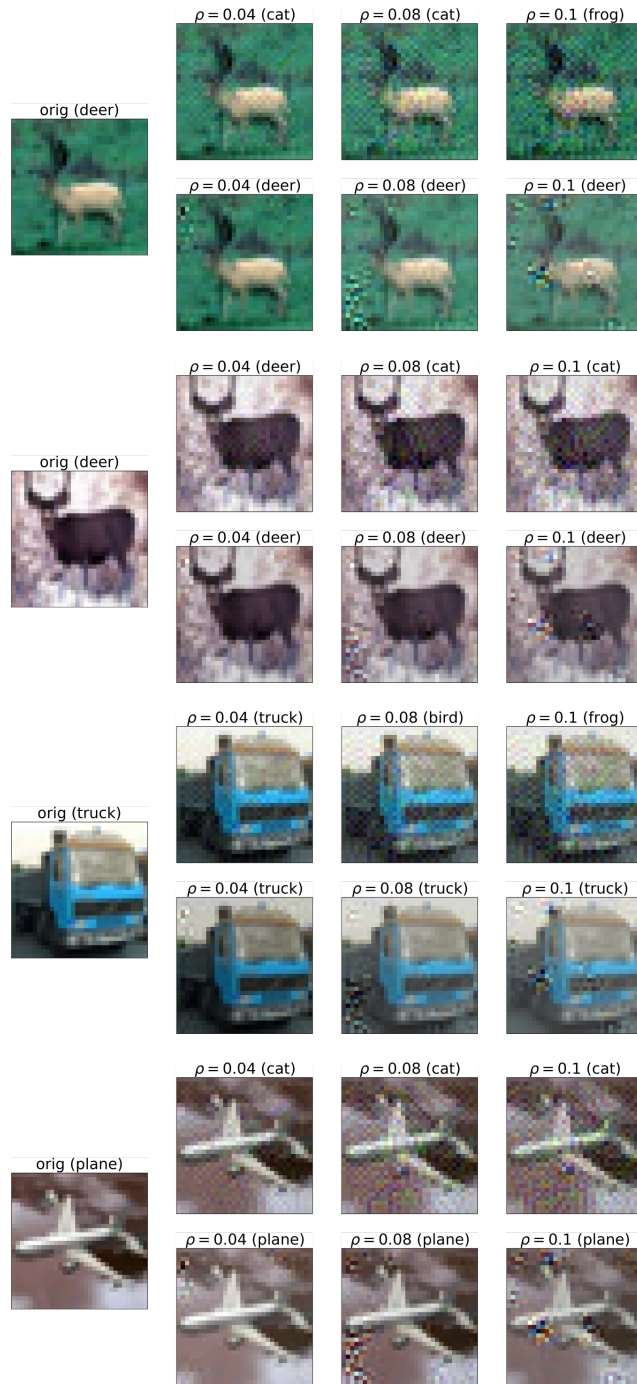 ρ = 0.04 (cat) ρ = 0.08 (cat) ρ = 0.1 (frog)
orig (deer)
ρ = 0.04 (deer) ρ = 0.08 (deer) ρ = 0.1 (deer)
ρ = 0.04 (deer) ρ = 0.08 (cat) ρ = 0.1 (cat)
orig (deer)
ρ = 0.04 (deer) ρ = 0.08 (deer) ρ = 0.1 (deer)
ρ = 0.04 (truck) ρ = 0.08 (bird) ρ = 0.1 (frog)
orig (truck)
ρ = 0.04 (truck) ρ = 0.08 (truck) ρ = 0.1 (truck)
ρ = 0.04 (cat) ρ = 0.08 (cat) ρ = 0.1 (cat)
orig (plane)
ρ = 0.04 (plane) ρ = 0.08 (plane) ρ = 0.1 (plane)